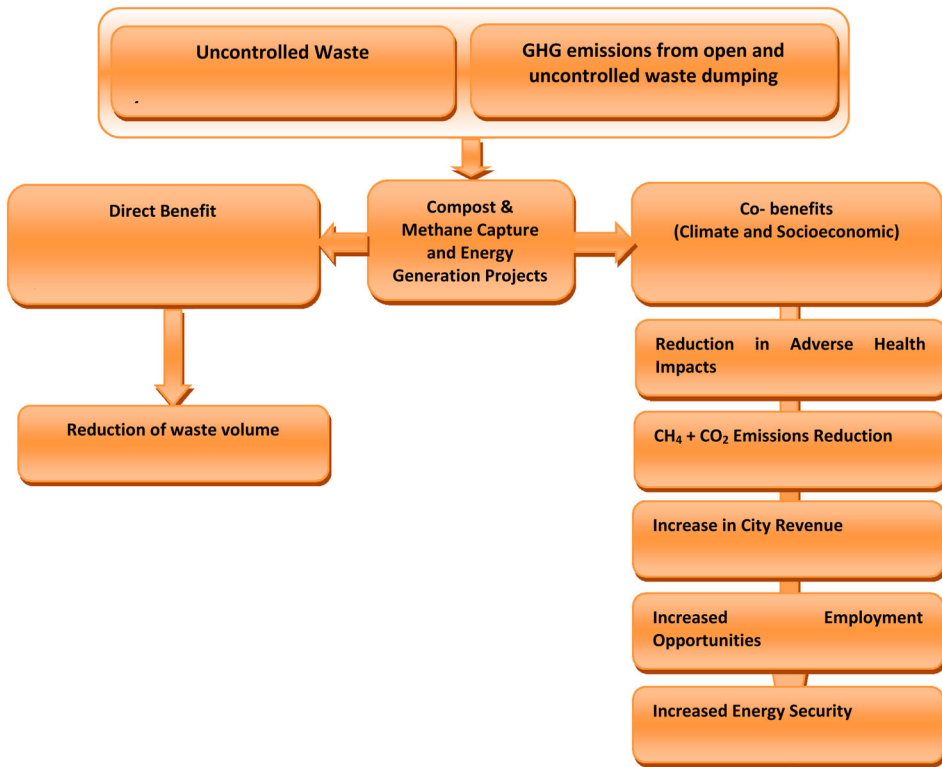 Uncontrolled Waste
GHG emissions from open and
uncontrolled waste dumping
Direct Benefit
Compost &
Methane Capture
and Energy
Generation Projects
Co- benefits
(Climate and Socioeconomic)
Reduction of waste volume
Reduction in Adverse Health
Impacts
CH₄ + CO₂ Emissions Reduction
Increase in City Revenue
Increased Employment
Opportunities
Increased Energy Security